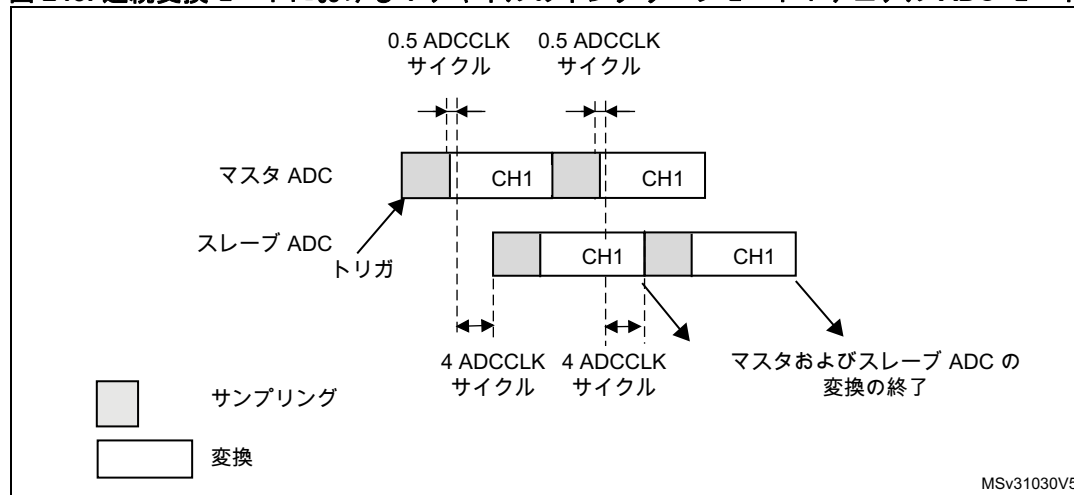 0.5 ADCCLK 0.5 ADCCLK
サイクル サイクル
マスタ ADC
CH1 CH1
スレーブ ADC
トリガ
CH1 CH1
4 ADCCLK 4 ADCCLK
サイクル サイクル
マスタおよびスレーブ ADC の
変換の終了
サンプリング
変換
MSv31030V5